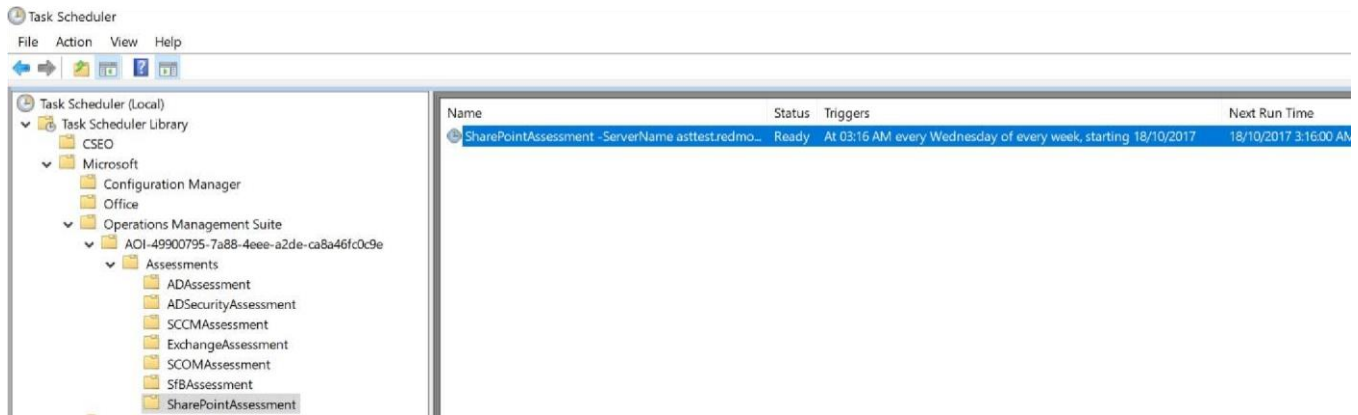 Task Scheduler
File Action View Help
Task Scheduler (Local)
Task Scheduler Library
CSEO
Microsoft
Configuration Manager
Office
Operations Management Suite
AOI-49900795-7a88-4eee-a2de-ca8a46fc0c9e
Assessments
ADAssessment
ADSecurityAssessment
SCCMAssessment
ExchangeAssessment
SCOMAssessment
SfBAssessment
SharePointAssessment
Name Status Triggers Next Run Time
SharePointAssessment -ServerName asttest.redmo... Ready At 03:16 AM every Wednesday of every week, starting 18/10/2017 18/10/2017 3:16:00 AM